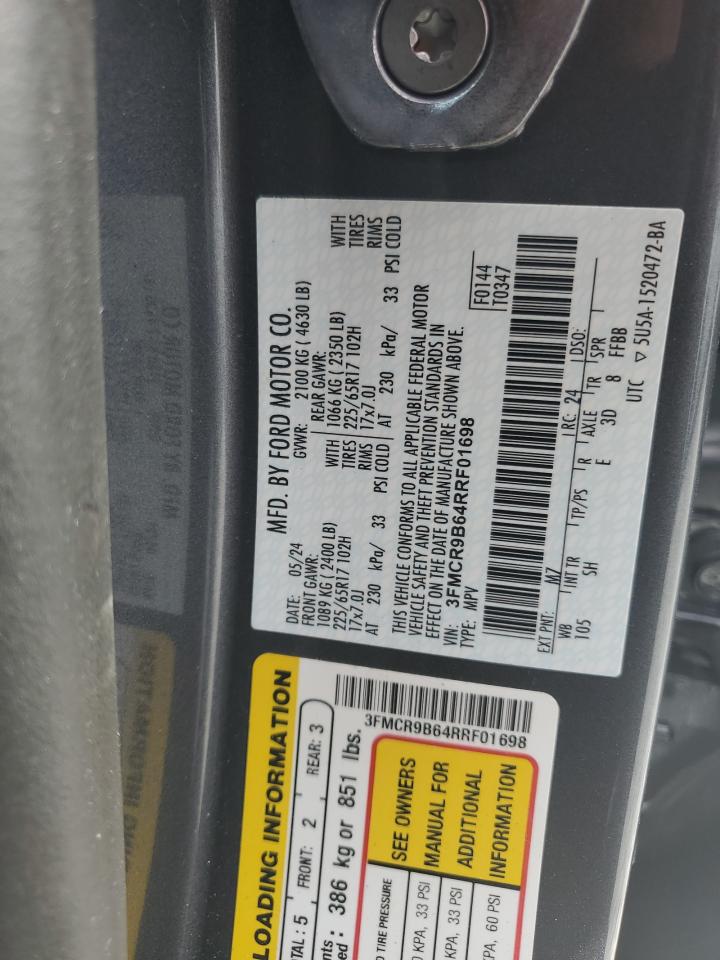 MFD. BY FORD MOTOR CO.
DATE: 05/24 GVWR: 2100 KG ( 4630 LB)
FRONT GAWR: REAR GAWR:
1089 KG ( 2400 LB) WITH 1066 KG ( 2350 LB) WITH
225/65R17 102H TIRES 225/65R17 102H TIRES
17x7.0J RIMS 17x7.0J RIMS
AT 230 kPa/ 33 PSI COLD AT 230 kPa/ 33 PSI COLD
THIS VEHICLE CONFORMS TO ALL APPLICABLE FEDERAL MOTOR
VEHICLE SAFETY AND THEFT PREVENTION STANDARDS IN
EFFECT ON THE DATE OF MANUFACTURE SHOWN ABOVE.
VIN: 3FMCR9B64RRF01698
TYPE: MPV
F0144
T0347
EXT PNT: M7 RC: 24 DSO:
WB INT TR TP/PS R AXLE TR SPR
105 SH E 3D 8 FFBB
UTC ▽ 5U5A-1520472-BA
LOADING INFORMATION
TAL : 5 FRONT: 2 REAR: 3
nts : 386 kg or 851 lbs.
ed :
3FMCR9B64RRF01698
TIRE PRESSURE
KPA, 33 PSI
KPA, 33 PSI
KPA, 60 PSI
SEE OWNERS
MANUAL FOR
ADDITIONAL
INFORMATION